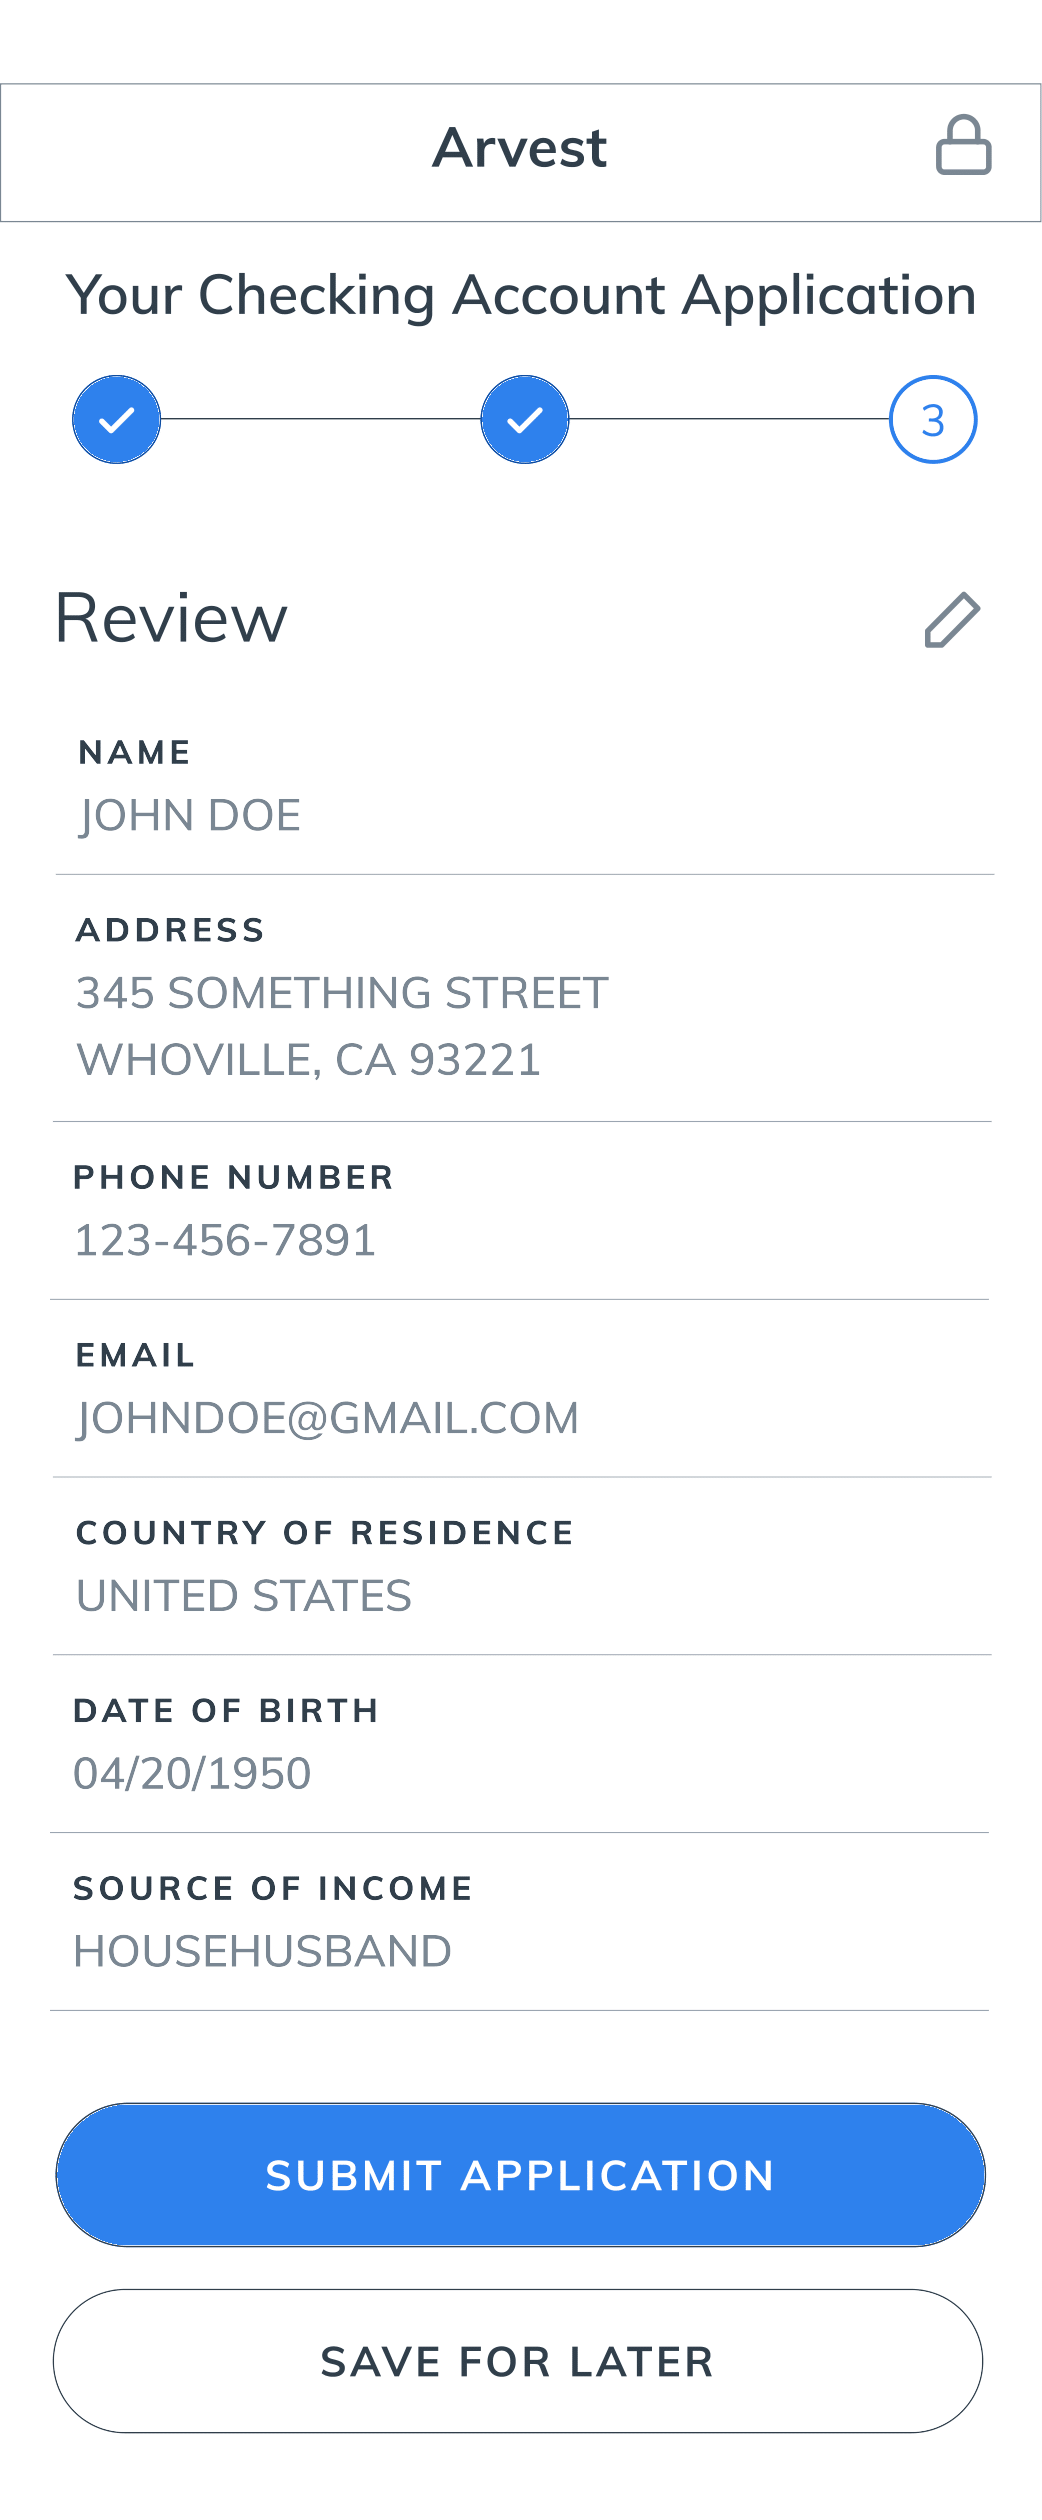 Arvest
Your Checking Account Application
3
Review
NAME
JOHN DOE
ADDRESS
345 SOMETHING STREET
WHOVILLE, CA 93221
PHONE NUMBER
123-456-7891
EMAIL
JOHNDOE@GMAIL.COM
COUNTRY OF RESIDENCE
UNITED STATES
DATE OF BIRTH
04/20/1950
SOURCE OF INCOME
HOUSEHUSBAND
SUBMIT APPLICATION
SAVE FOR LATER